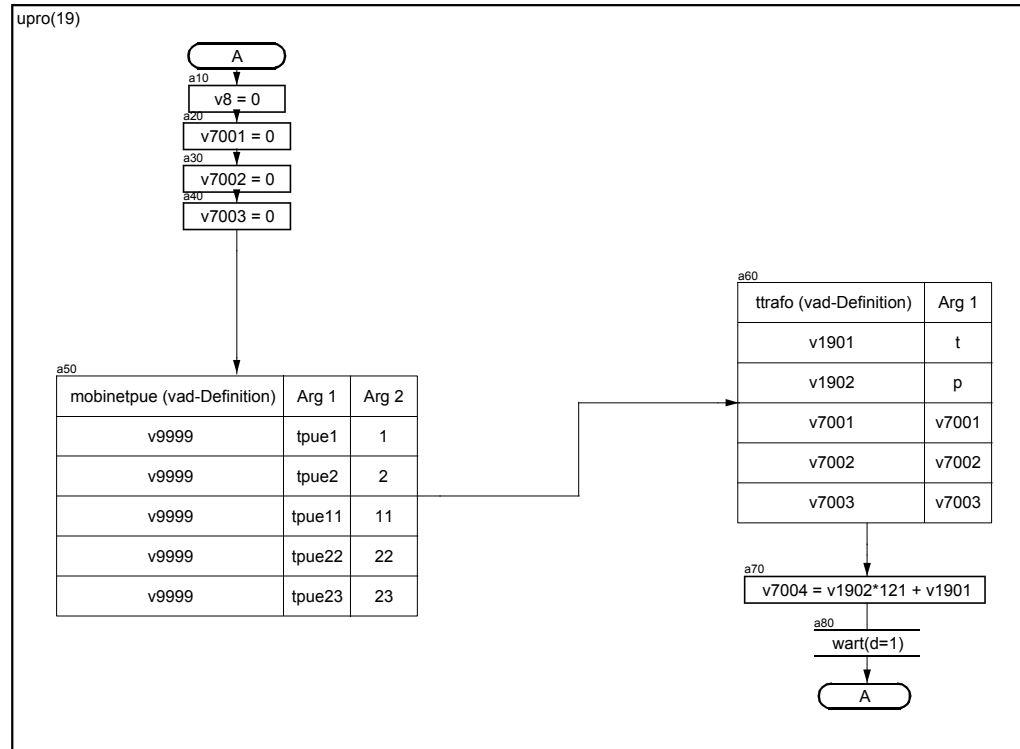 upro(19)
A
a10
v8 = 0
a20
v7001 = 0
a30
v7002 = 0
a40
v7003 = 0
a50
mobinetpue (vad-Definition) Arg 1 Arg 2
v9999 tpue1 1
v9999 tpue2 2
v9999 tpue11 11
v9999 tpue22 22
v9999 tpue23 23
a60
ttrafo (vad-Definition) Arg 1
v1901 t
v1902 p
v7001 v7001
v7002 v7002
v7003 v7003
a70
v7004 = v1902*121 + v1901
a80
wart(d=1)
A